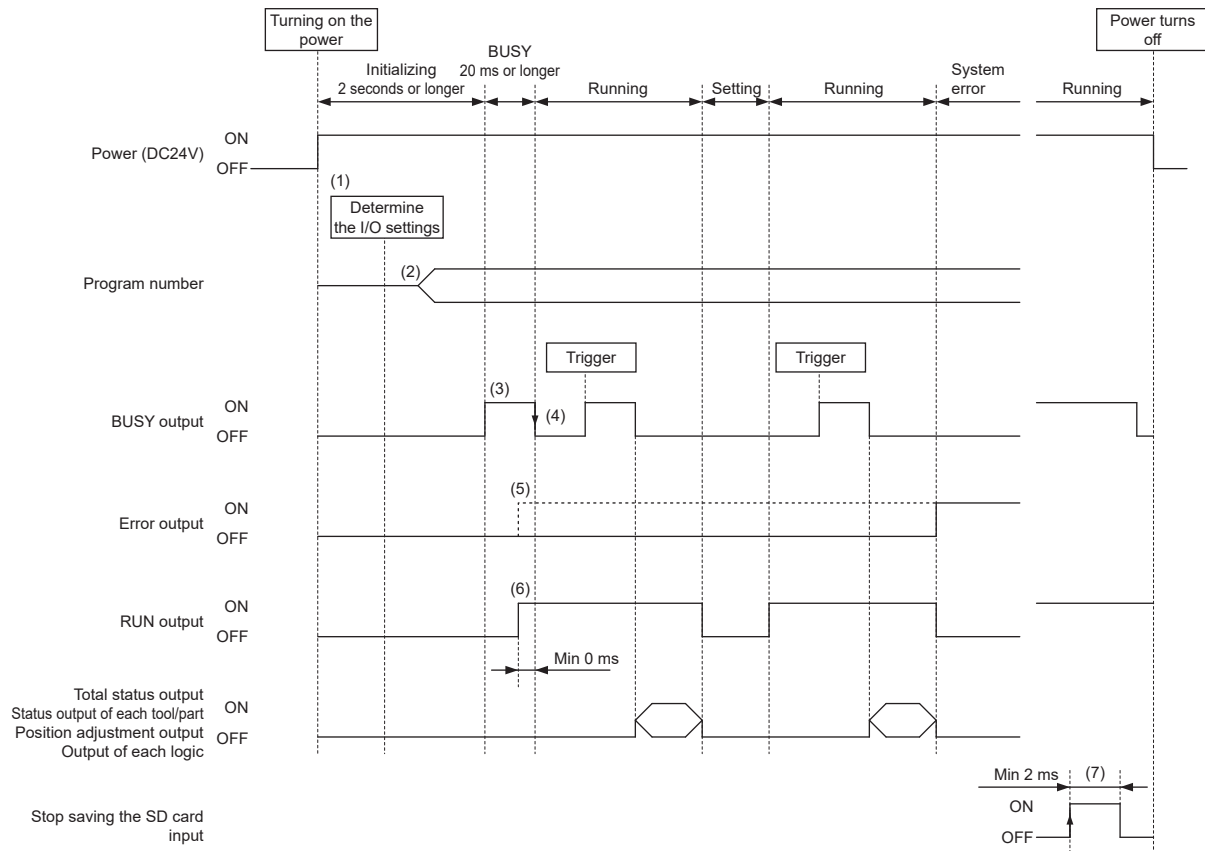 Turning on the
power
Power turns
off
BUSY
Initializing
20 ms or longer
System
error
2 seconds or longer
Running
Setting
Running
Running
ON
Power (DC24V)
OFF
(1)
Determine
the I/O settings
(2)
Program number
Trigger
Trigger
(3)
ON
BUSY output
(4)
OFF
(5)
ON
Error output
OFF
(6)
ON
RUN output
OFF
Min 0 ms
Total status output
Status output of each tool/part
ON
Position adjustment output
OFF
Output of each logic
Min 2 ms
(7)
Stop saving the SD card
input
ON
OFF